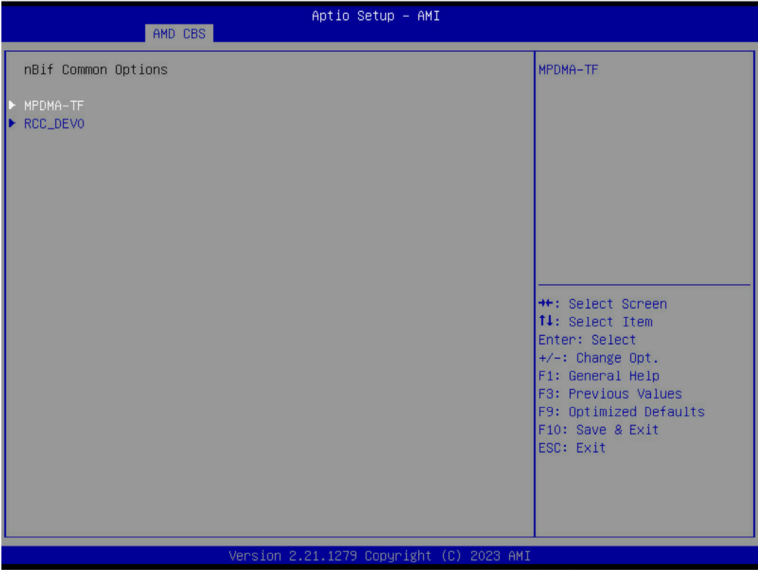 Aptio Setup – AMI
AMD CBS
nBif Common Options
MPDMA-TF
RCC_DEV0
MPDMA-TF
→←: Select Screen
↑↓: Select Item
Enter: Select
+/-: Change Opt.
F1: General Help
F3: Previous Values
F9: Optimized Defaults
F10: Save & Exit
ESC: Exit
Version 2.21.1279 Copyright (C) 2023 AMI